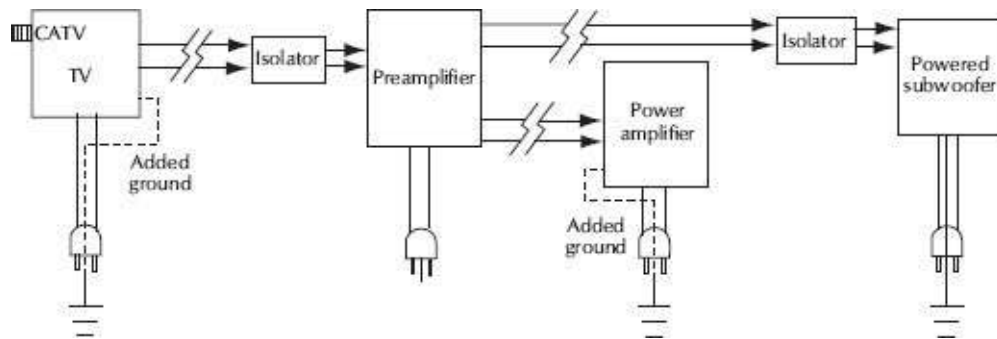 CATV
TV
Added
ground
Isolator
Preamplifier
Power
amplifier
Added
ground
Isolator
Powered
subwoofer